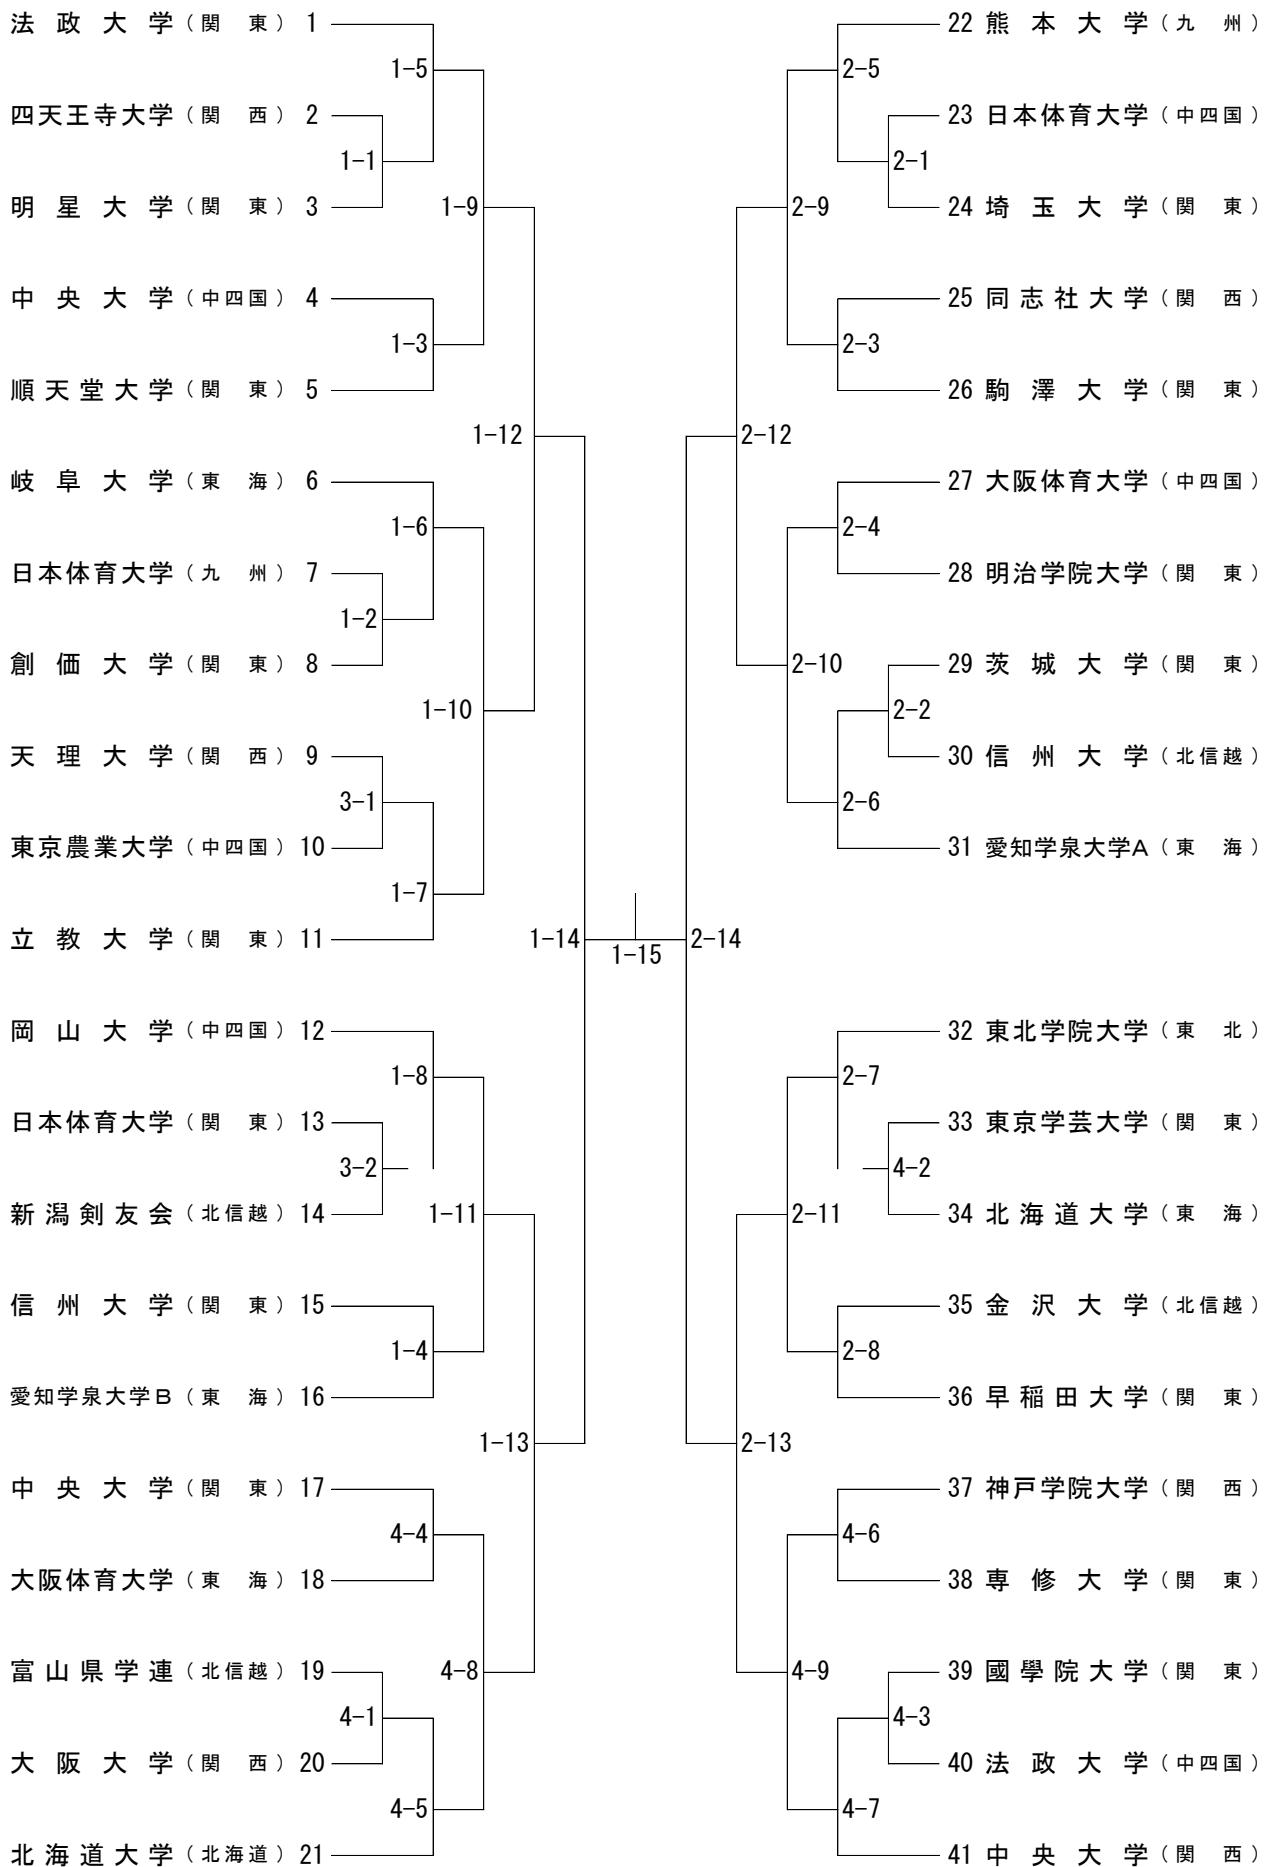 法政大学（関東）1
1-5
四天王寺大学（関西）2
1-1
明星大学（関東）3
1-9
中央大学（中四国）4
1-3
順天堂大学（関東）5
1-12
岐阜大学（東海）6
1-6
日本体育大学（九州）7
1-2
創価大学（関東）8
1-10
天理大学（関西）9
3-1
東京農業大学（中四国）10
1-7
立教大学（関東）11
1-14
1-15
岡山大学（中四国）12
1-8
日本体育大学（関東）13
3-2
新潟剣友会（北信越）14
1-11
信州大学（関東）15
1-4
愛知学泉大学B（東海）16
1-13
中央大学（関東）17
4-4
大阪体育大学（東海）18
富山県学連（北信越）19
4-8
4-1
大阪大学（関西）20
4-5
北海道大学（北海道）21
22 熊本大学（九州）
2-5
23 日本体育大学（中四国）
2-1
24 埼玉大学（関東）
2-9
25 同志社大学（関西）
2-3
26 駒澤大学（関東）
2-12
27 大阪体育大学（中四国）
2-4
28 明治学院大学（関東）
29 茨城大学（関東）
2-10
2-2
30 信州大学（北信越）
2-6
31 愛知学泉大学A（東海）
2-14
32 東北学院大学（東北）
2-7
33 東京学芸大学（関東）
4-2
34 北海道大学（東海）
2-11
35 金沢大学（北信越）
2-8
36 早稲田大学（関東）
2-13
37 神戸学院大学（関西）
4-6
38 専修大学（関東）
39 國學院大学（関東）
4-9
4-3
40 法政大学（中四国）
4-7
41 中央大学（関西）